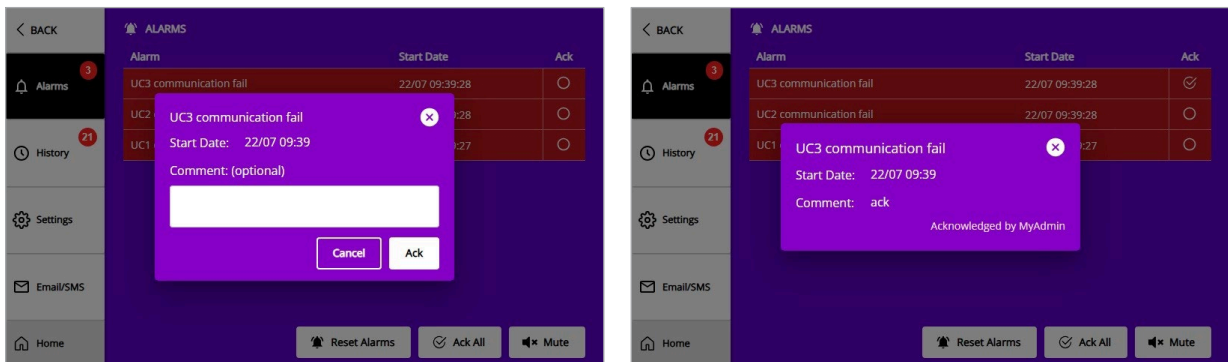 BACK
ALARMS
Alarm Start Date Ack
3
Alarms
UC3 communication fail 22/07 09:39:28
UC2 :28
UC1 :27
UC3 communication fail
Start Date: 22/07 09:39
Comment: (optional)
Cancel Ack
21
History
Settings
Email/SMS
Home
Reset Alarms Ack All Mute
BACK
ALARMS
Alarm Start Date Ack
3
Alarms
UC3 communication fail 22/07 09:39:28
UC2 communication fail 22/07 09:39:28
UC1 :27
UC3 communication fail
Start Date: 22/07 09:39
Comment: ack
Acknowledged by MyAdmin
21
History
Settings
Email/SMS
Home
Reset Alarms Ack All Mute